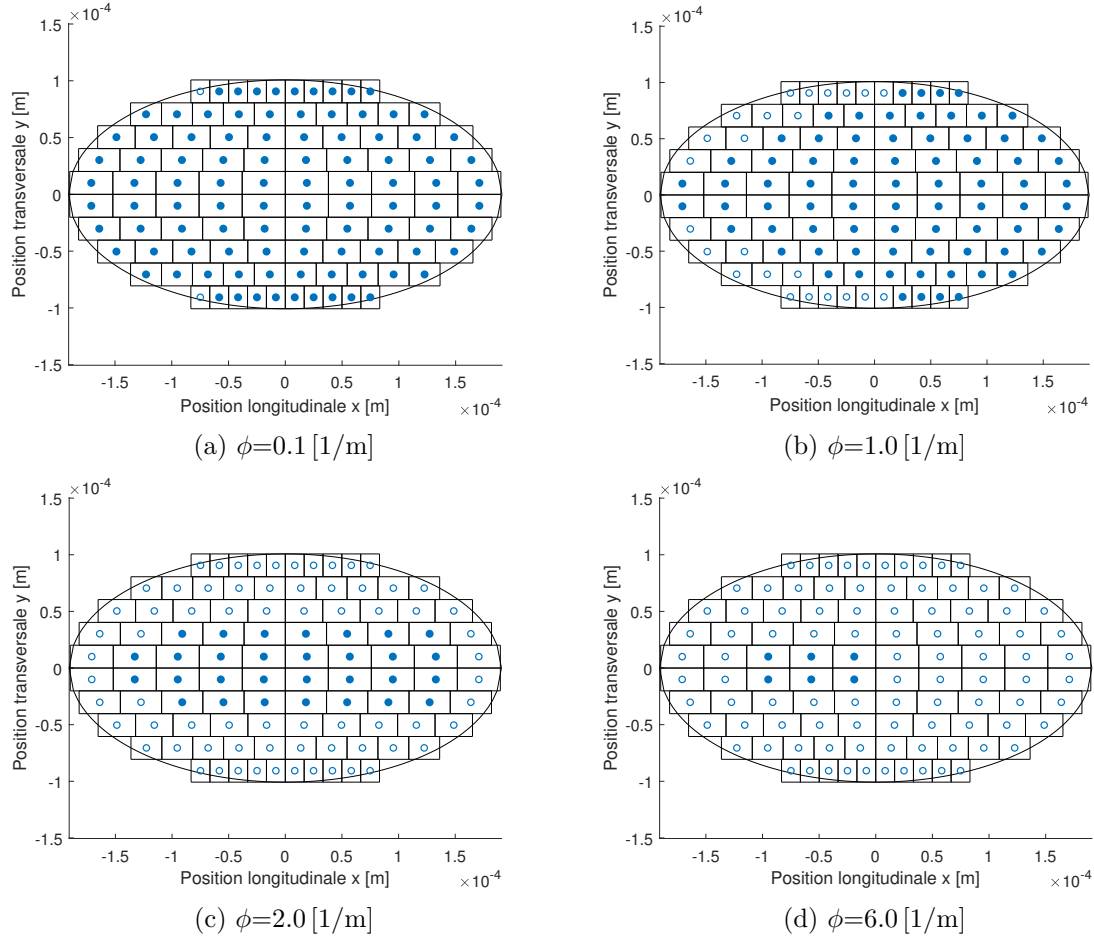 ×10⁻⁴
1.5
1
0.5
0
-0.5
-1
-1.5
Position transversale y [m]
-1.5 -1 -0.5 0 0.5 1 1.5
Position longitudinale x [m]
×10⁻⁴
(a) ϕ=0.1 [1/m]
×10⁻⁴
1.5
1
0.5
0
-0.5
-1
-1.5
Position transversale y [m]
-1.5 -1 -0.5 0 0.5 1 1.5
Position longitudinale x [m]
×10⁻⁴
(b) ϕ=1.0 [1/m]
×10⁻⁴
1.5
1
0.5
0
-0.5
-1
-1.5
Position transversale y [m]
-1.5 -1 -0.5 0 0.5 1 1.5
Position longitudinale x [m]
×10⁻⁴
(c) ϕ=2.0 [1/m]
×10⁻⁴
1.5
1
0.5
0
-0.5
-1
-1.5
Position transversale y [m]
-1.5 -1 -0.5 0 0.5 1 1.5
Position longitudinale x [m]
×10⁻⁴
(d) ϕ=6.0 [1/m]